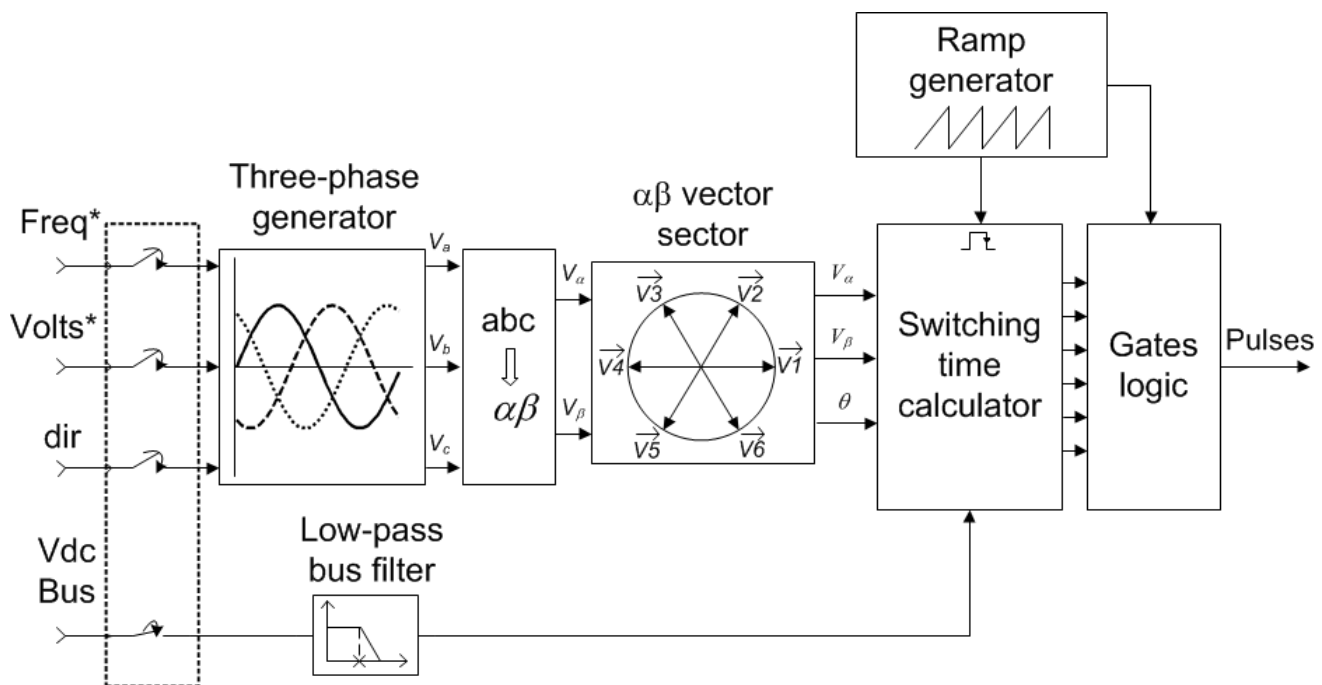 Ramp
generator
Three-phase
generator
αβ vector
sector
Freq*
Volts*
dir
Vdc
Bus
Va
Vb
Vc
abc
αβ
Vα
Vβ
V3
V2
V4
V1
V5
V6
Vα
Vβ
θ
Switching
time
calculator
Gates
logic
Pulses
Low-pass
bus filter